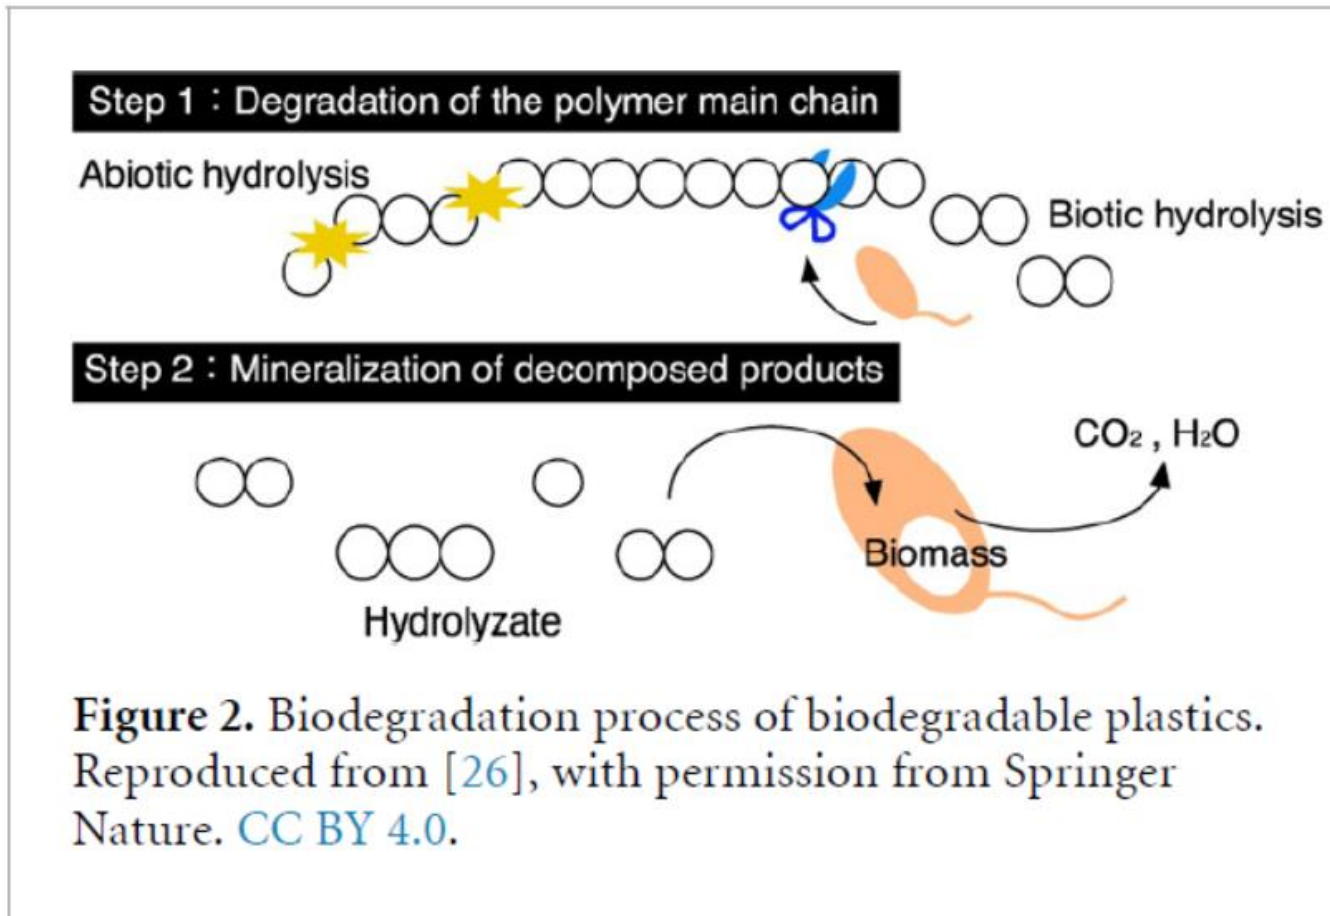 Step 1 : Degradation of the polymer main chain
Abiotic hydrolysis
Biotic hydrolysis
Step 2 : Mineralization of decomposed products
CO₂ , H₂O
Biomass
Hydrolyzate
Figure 2. Biodegradation process of biodegradable plastics.
Reproduced from [26], with permission from Springer
Nature. CC BY 4.0.